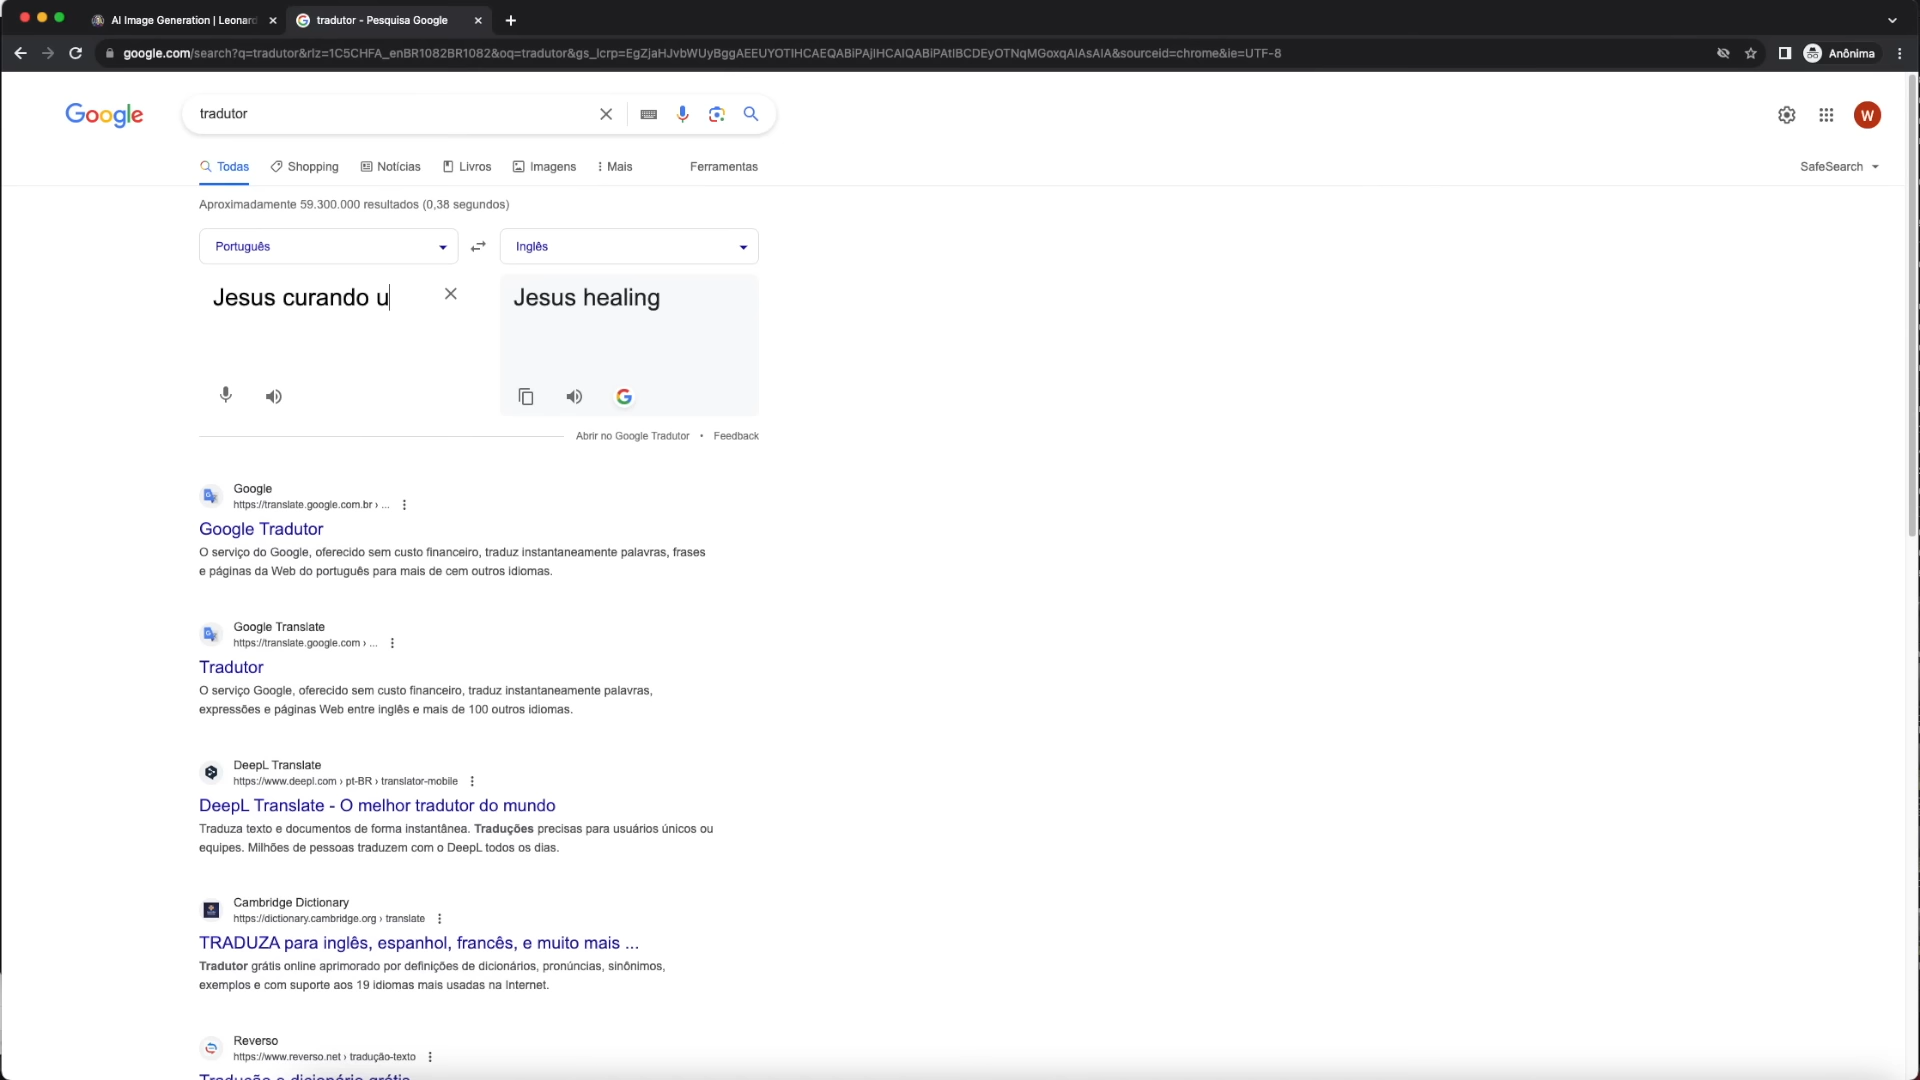 AI Image Generation | Leonard
tradutor - Pesquisa Google
google.com/search?q=tradutor&rlz=1C5CHFA_enBR1082BR1082&oq=tradutor&gs_lcrp=EgZjaHJvbWUyBggAEEUYOTIHCAEQABiPAjIHCAIQABiPAtIBCDEyOTNqMGoxqAIAsAIA&sourceid=chrome&ie=UTF-8
Anônima
Google
tradutor
W
Todas
Shopping
Notícias
Livros
Imagens
Mais
Ferramentas
SafeSearch
Aproximadamente 59.300.000 resultados (0,38 segundos)
Português
Inglês
Jesus curando u
Jesus healing
Abrir no Google Tradutor • Feedback
Google
https://translate.google.com.br › ...
Google Tradutor
O serviço do Google, oferecido sem custo financeiro, traduz instantaneamente palavras, frases
e páginas da Web do português para mais de cem outros idiomas.
Google Translate
https://translate.google.com › ...
Tradutor
O serviço Google, oferecido sem custo financeiro, traduz instantaneamente palavras,
expressões e páginas Web entre inglês e mais de 100 outros idiomas.
DeepL Translate
https://www.deepl.com › pt-BR › translator-mobile
DeepL Translate - O melhor tradutor do mundo
Traduza texto e documentos de forma instantânea. Traduções precisas para usuários únicos ou
equipes. Milhões de pessoas traduzem com o DeepL todos os dias.
Cambridge Dictionary
https://dictionary.cambridge.org › translate
TRADUZA para inglês, espanhol, francês, e muito mais ...
Tradutor grátis online aprimorado por definições de dicionários, pronúncias, sinônimos,
exemplos e com suporte aos 19 idiomas mais usadas na Internet.
Reverso
https://www.reverso.net › tradução-texto
Tradução e dicionário grátis